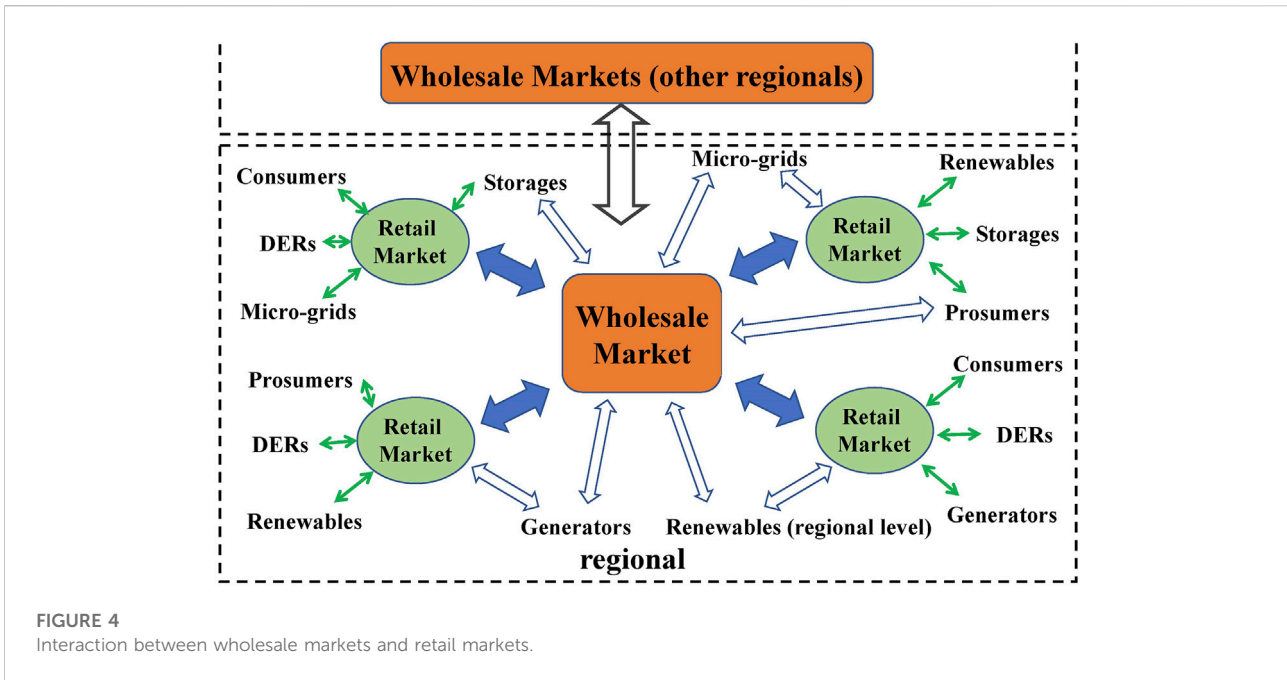 Wholesale Markets (other regionals)
Micro-grids
Renewables
Consumers
Storages
Retail
Market
Retail
Market
DERs
Storages
Micro-grids
Prosumers
Wholesale
Market
Prosumers
Consumers
Retail
Market
Retail
Market
DERs
DERs
Renewables
Generators
Renewables (regional level)
Generators
regional
FIGURE 4
Interaction between wholesale markets and retail markets.